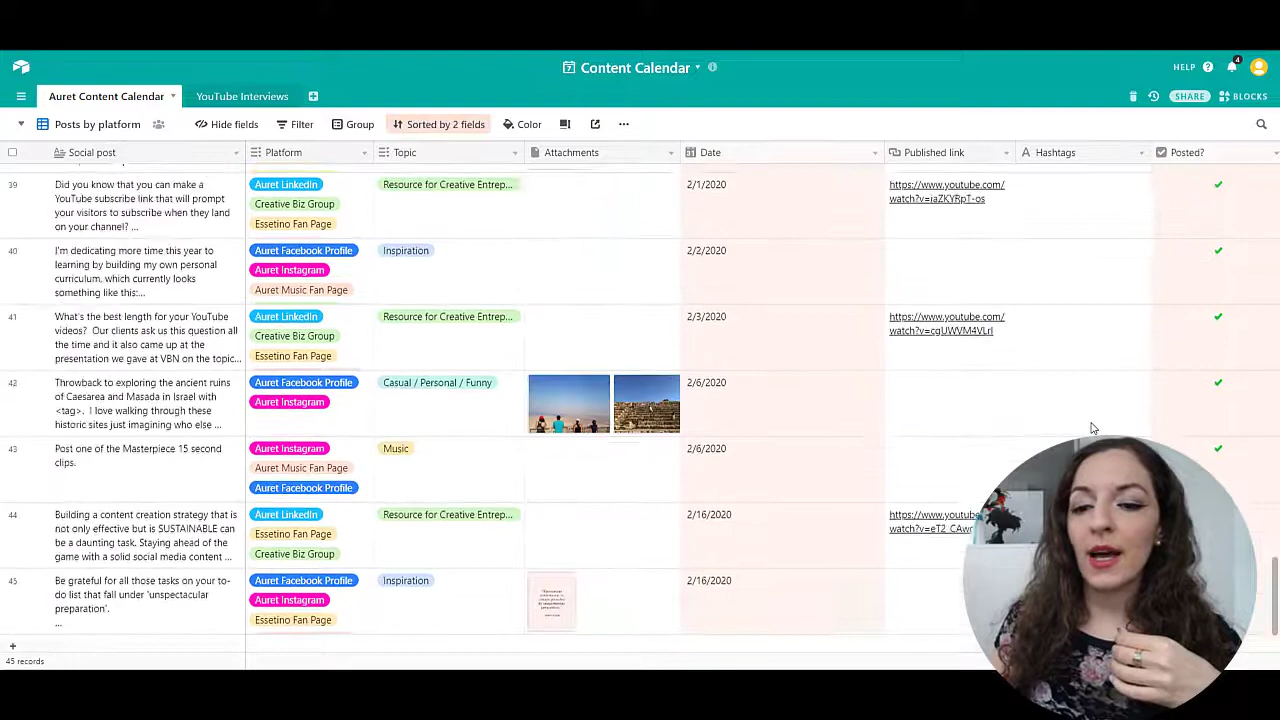 Content Calendar
HELP
4
Auret Content Calendar
YouTube Interviews
SHARE
BLOCKS
Posts by platform
Hide fields
Filter
Group
Sorted by 2 fields
Color
Social post
Platform
Topic
Attachments
Date
Published link
Hashtags
Posted?
39
Did you know that you can make a
YouTube subscribe link that will prompt
your visitors to subscribe when they land
on your channel? ...
Auret LinkedIn
Creative Biz Group
Essetino Fan Page
Resource for Creative Entrep...
2/1/2020
https://www.youtube.com/
watch?v=iaZKYRpT-os
40
I'm dedicating more time this year to
learning by building my own personal
curriculum, which currently looks
something like this:...
Auret Facebook Profile
Auret Instagram
Auret Music Fan Page
Inspiration
2/2/2020
41
What's the best length for your YouTube
videos? Our clients ask us this question all
the time and it also came up at the
presentation we gave at VBN on the topic...
Auret LinkedIn
Creative Biz Group
Essetino Fan Page
Resource for Creative Entrep...
2/3/2020
https://www.youtube.com/
watch?v=cgUWVM4VLrI
42
Throwback to exploring the ancient ruins
of Caesarea and Masada in Israel with
<tag>. I love walking through these
historic sites just imagining who else ...
Auret Facebook Profile
Auret Instagram
Casual / Personal / Funny
2/6/2020
43
Post one of the Masterpiece 15 second
clips.
Auret Instagram
Auret Music Fan Page
Auret Facebook Profile
Music
2/6/2020
44
Building a content creation strategy that is
not only effective but is SUSTAINABLE can
be a daunting task. Staying ahead of the
game with a solid social media content ...
Auret LinkedIn
Essetino Fan Page
Creative Biz Group
Resource for Creative Entrep...
2/16/2020
https://www.youtube
45
Be grateful for all those tasks on your to-
do list that fall under 'unspectacular
preparation'.
...
Auret Facebook Profile
Auret Instagram
Essetino Fan Page
Inspiration
2/16/2020
45 records